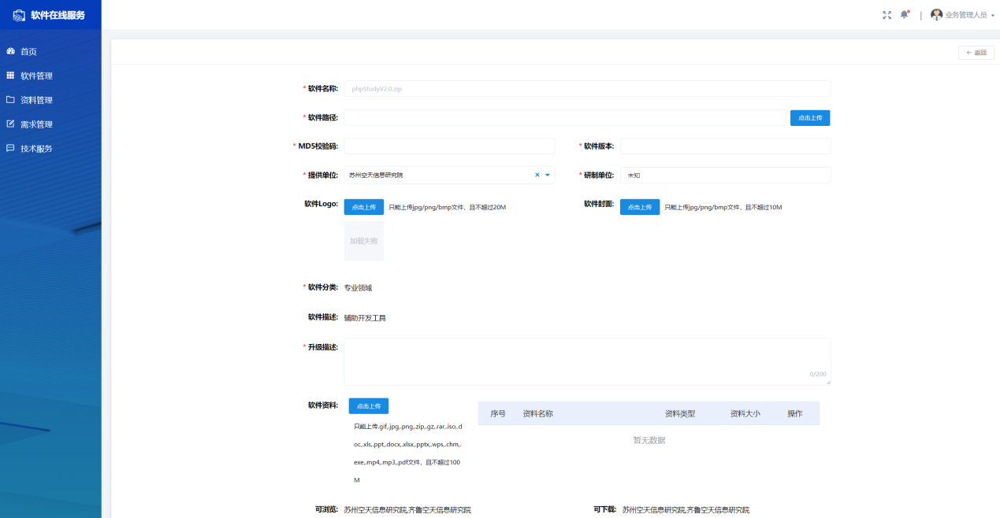 软件在线服务
业务管理人员
首页
软件管理
资料管理
需求管理
技术服务
返回
* 软件名称: phpStudyV2.0.zip
* 软件路径: 点击上传
* MD5校验码: * 软件版本:
* 提供单位: 苏州空天信息研究院 * 研制单位: 未知
软件Logo: 点击上传 只能上传jpg/png/bmp文件，且不超过20M 软件封面: 点击上传 只能上传jpg/png/bmp文件，且不超过10M
加载失败
* 软件分类: 专业领域
软件描述: 辅助开发工具
* 升级描述:
0/200
软件资料: 点击上传
序号 资料名称 资料类型 资料大小 操作
暂无数据
只能上传.gif,.jpg,.png,.zip,.gz,.rar,.iso,.d
oc,.xls,.ppt,.docx,.xlsx,.pptx,.wps,.chm,.
exe,.mp4,.mp3,.pdf文件，且不超过100
M
可浏览: 苏州空天信息研究院,齐鲁空天信息研究院 可下载: 苏州空天信息研究院,齐鲁空天信息研究院